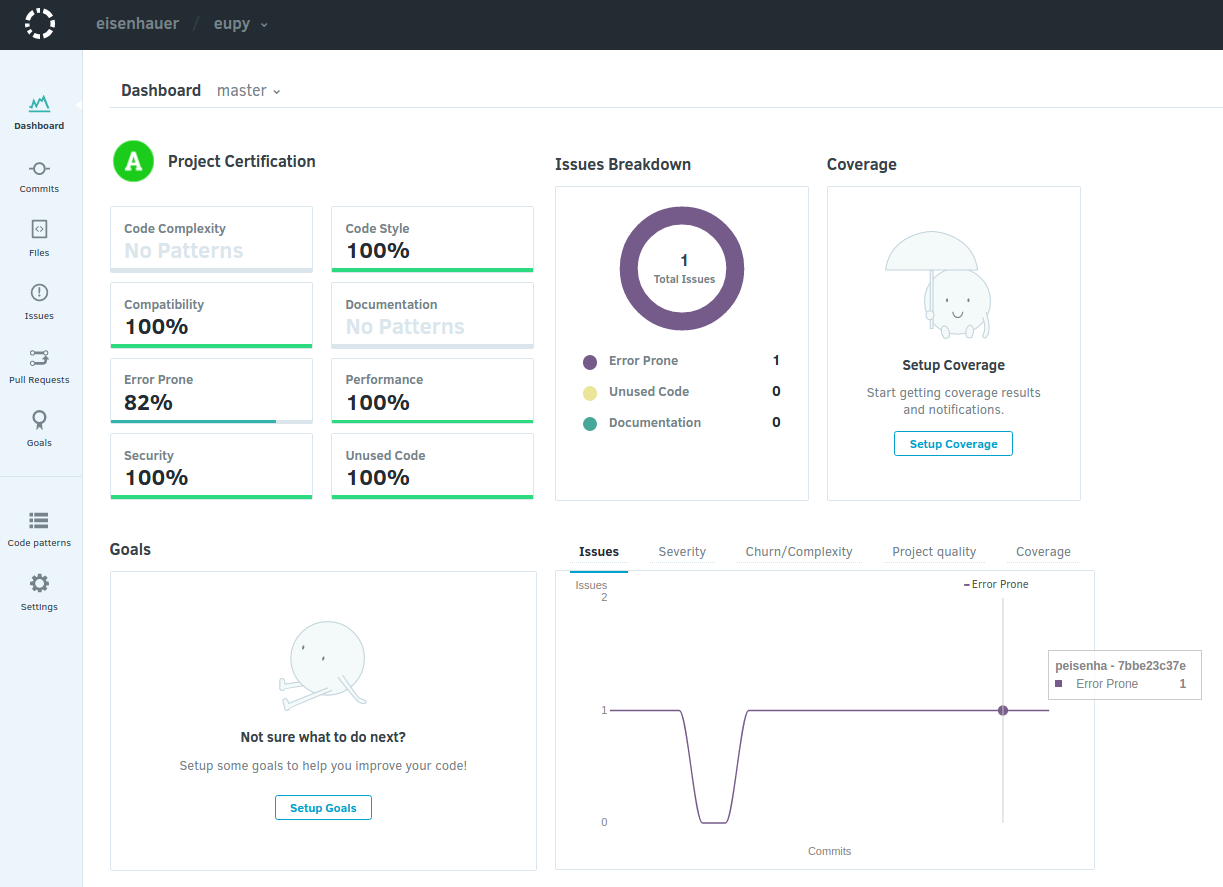 eisenhauer / eupy
Dashboard
Commits
Files
Issues
Pull Requests
Goals
Code patterns
Settings
Dashboard master
A Project Certification
Code Complexity
No Patterns
Code Style
100%
Compatibility
100%
Documentation
No Patterns
Error Prone
82%
Performance
100%
Security
100%
Unused Code
100%
Issues Breakdown
1
Total Issues
Error Prone 1
Unused Code 0
Documentation 0
Coverage
Setup Coverage
Start getting coverage results
and notifications.
Setup Coverage
Goals
Not sure what to do next?
Setup some goals to help you improve your code!
Setup Goals
Issues Severity Churn/Complexity Project quality Coverage
Issues
Error Prone
2
1
0
peisenha - 7bbe23c37e
Error Prone 1
Commits